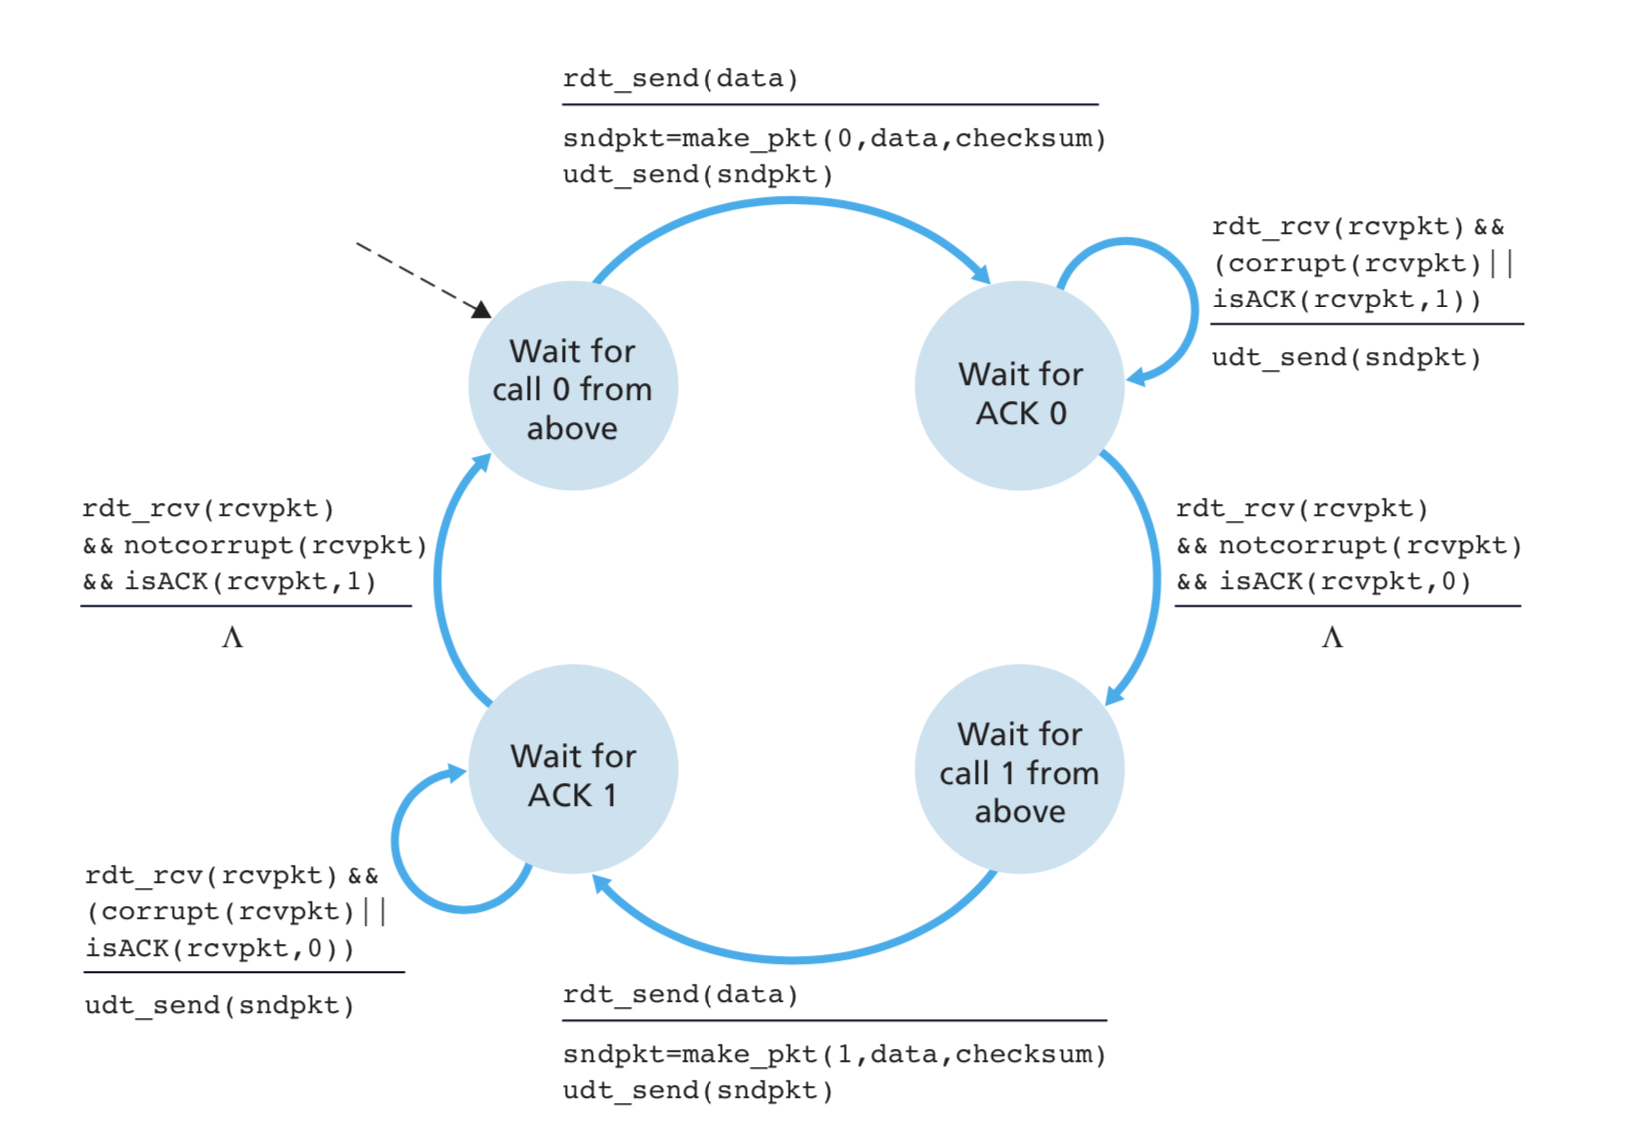 rdt_send(data)
sndpkt=make_pkt(0,data,checksum)
udt_send(sndpkt)
rdt_rcv(rcvpkt) &&
(corrupt(rcvpkt)||
isACK(rcvpkt,1))
udt_send(sndpkt)
Wait for
call 0 from
above
Wait for
ACK 0
rdt_rcv(rcvpkt)
&& notcorrupt(rcvpkt)
&& isACK(rcvpkt,1)
Λ
rdt_rcv(rcvpkt)
&& notcorrupt(rcvpkt)
&& isACK(rcvpkt,0)
Λ
Wait for
ACK 1
Wait for
call 1 from
above
rdt_rcv(rcvpkt) &&
(corrupt(rcvpkt)||
isACK(rcvpkt,0))
udt_send(sndpkt)
rdt_send(data)
sndpkt=make_pkt(1,data,checksum)
udt_send(sndpkt)